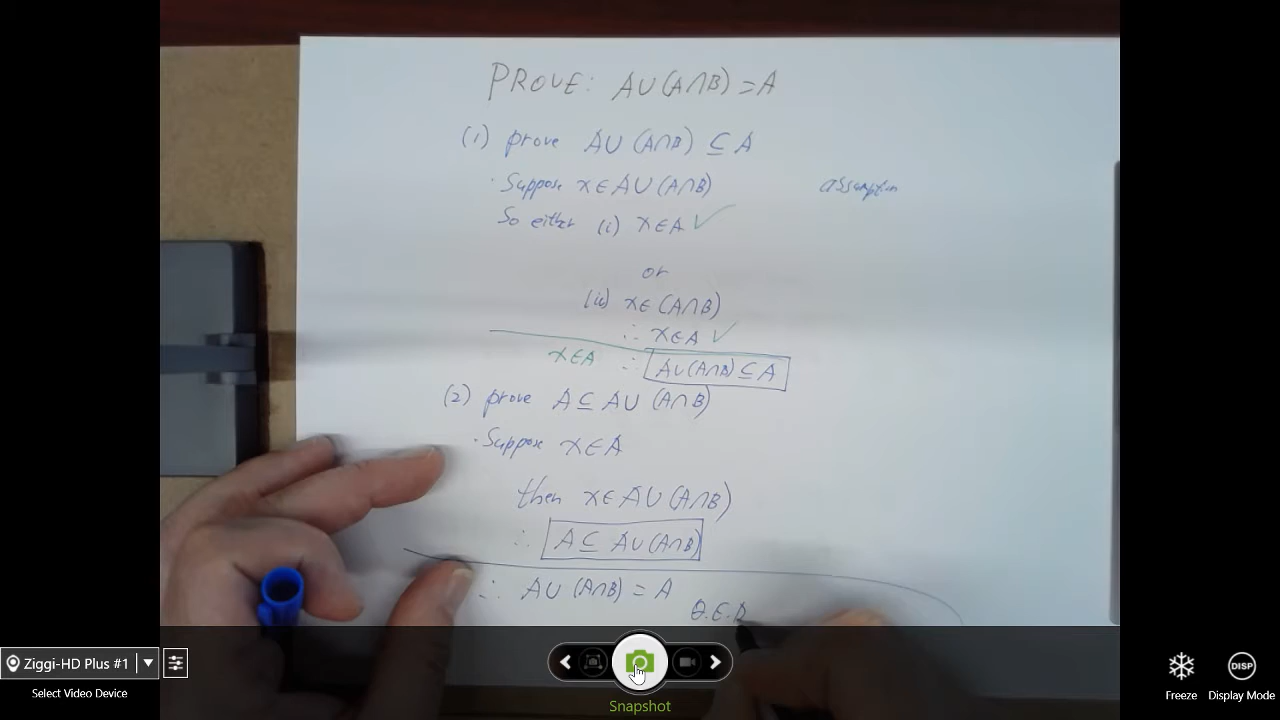 PROVE: A∪(A∩B) = A
(1) prove A∪(A∩B) ⊆ A
· Suppose x∈A∪(A∩B) assumption
So either (i) x∈A ✓
or
(ii) x∈(A∩B)
∴ x∈A ✓
x∈A ∴ A∪(A∩B) ⊆ A
(2) prove A ⊆ A∪(A∩B)
· Suppose x∈A
then x∈A∪(A∩B)
∴ A ⊆ A∪(A∩B)
∴ A∪(A∩B) = A
Q.E.D
Ziggi-HD Plus #1
Select Video Device
Snapshot
Freeze
DISP
Display Mode